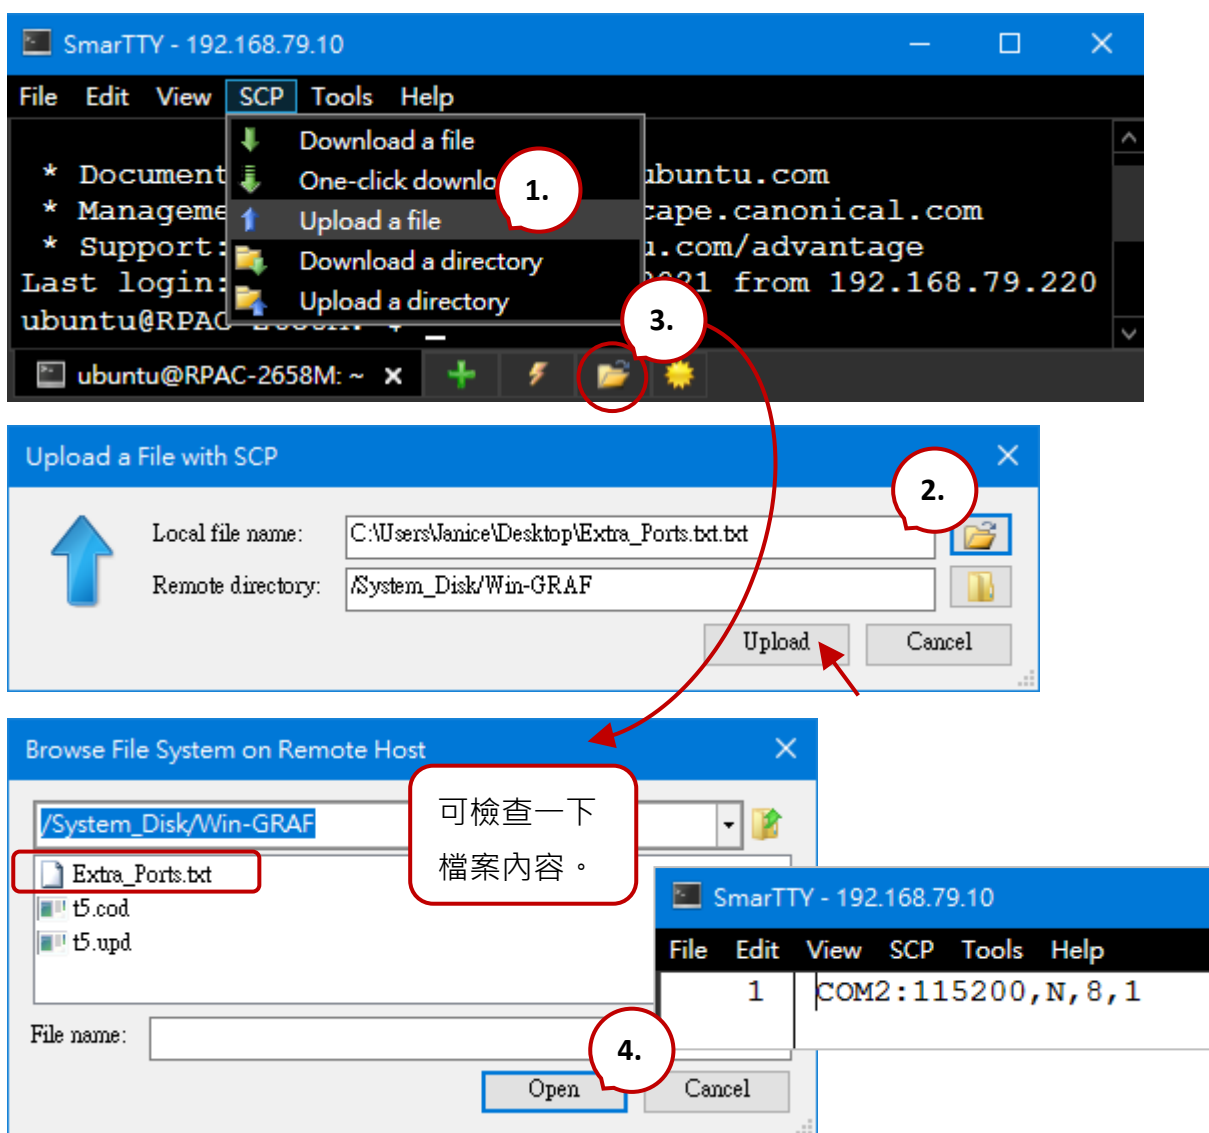 SmarTTY - 192.168.79.10
File Edit View SCP Tools Help
Download a file
One-click downlo
1.
Upload a file
Download a directory
Upload a directory
* Document ubuntu.com
* Manageme cape.canonical.com
* Support: u.com/advantage
Last login: 2021 from 192.168.79.220
ubuntu@RPAC-2658M: ~ $
3.
ubuntu@RPAC-2658M: ~
Upload a File with SCP
2.
Local file name: C:\Users\Janice\Desktop\Extra_Ports.txt.txt
Remote directory: /System_Disk/Win-GRAF
Upload Cancel
Browse File System on Remote Host
可檢查一下
檔案內容。
/System_Disk/Win-GRAF
Extra_Ports.txt
t5.cod
t5.upd
SmarTTY - 192.168.79.10
File Edit View SCP Tools Help
1 COM2:115200,N,8,1
File name:
4.
Open Cancel